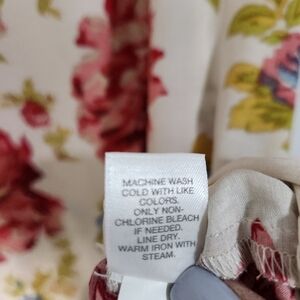 MACHINE WASH
COLD WITH LIKE
COLORS.
ONLY NON-
CHLORINE BLEACH
IF NEEDED.
LINE DRY.
WARM IRON WITH
STEAM.